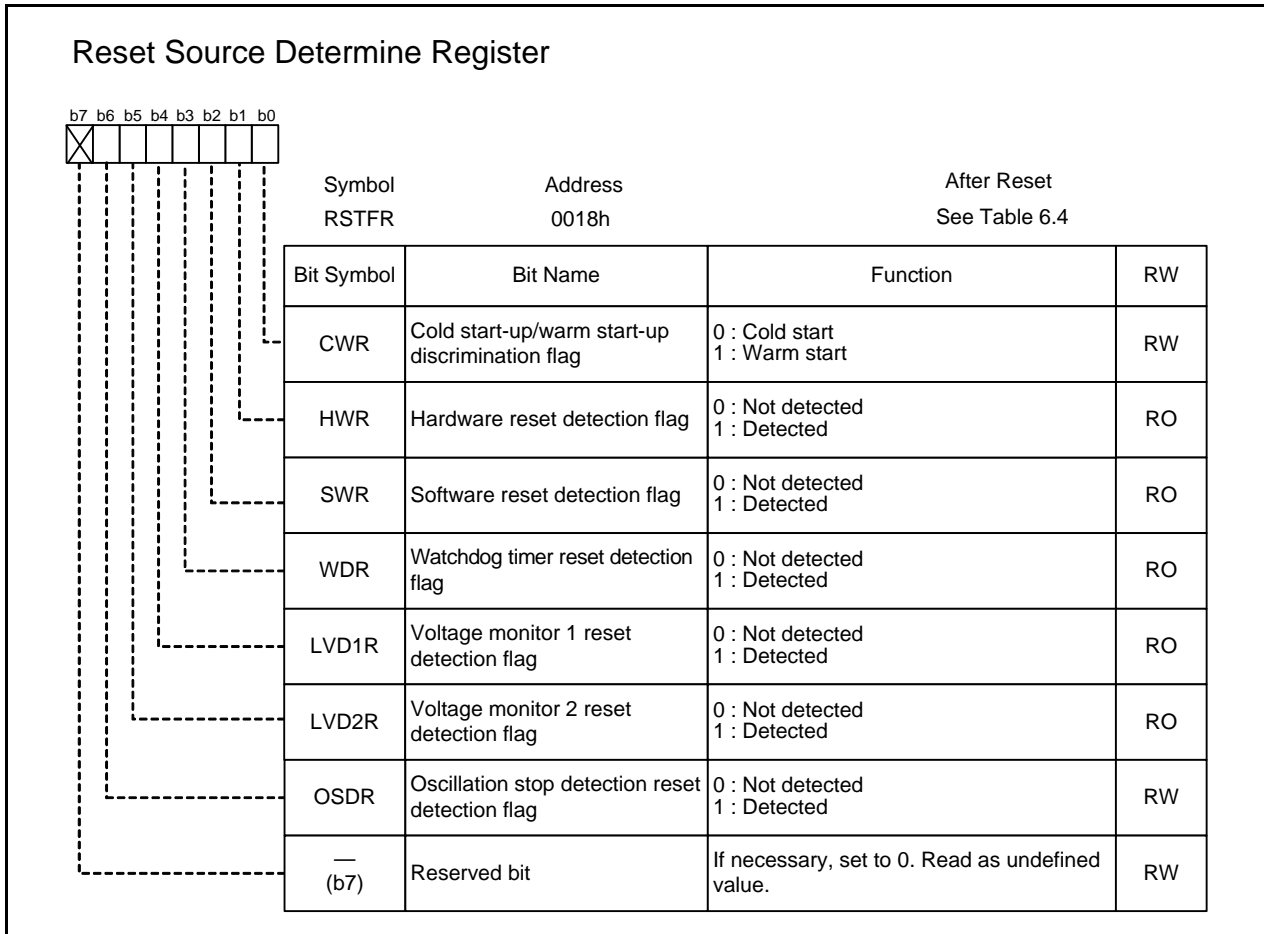 Reset Source Determine Register
b7 b6 b5 b4 b3 b2 b1 b0
Symbol Address After Reset
RSTFR 0018h See Table 6.4
Bit Symbol Bit Name Function RW
CWR Cold start-up/warm start-up discrimination flag 0 : Cold start 1 : Warm start RW
HWR Hardware reset detection flag 0 : Not detected 1 : Detected RO
SWR Software reset detection flag 0 : Not detected 1 : Detected RO
WDR Watchdog timer reset detection flag 0 : Not detected 1 : Detected RO
LVD1R Voltage monitor 1 reset detection flag 0 : Not detected 1 : Detected RO
LVD2R Voltage monitor 2 reset detection flag 0 : Not detected 1 : Detected RO
OSDR Oscillation stop detection reset detection flag 0 : Not detected 1 : Detected RW
— (b7) Reserved bit If necessary, set to 0. Read as undefined value. RW